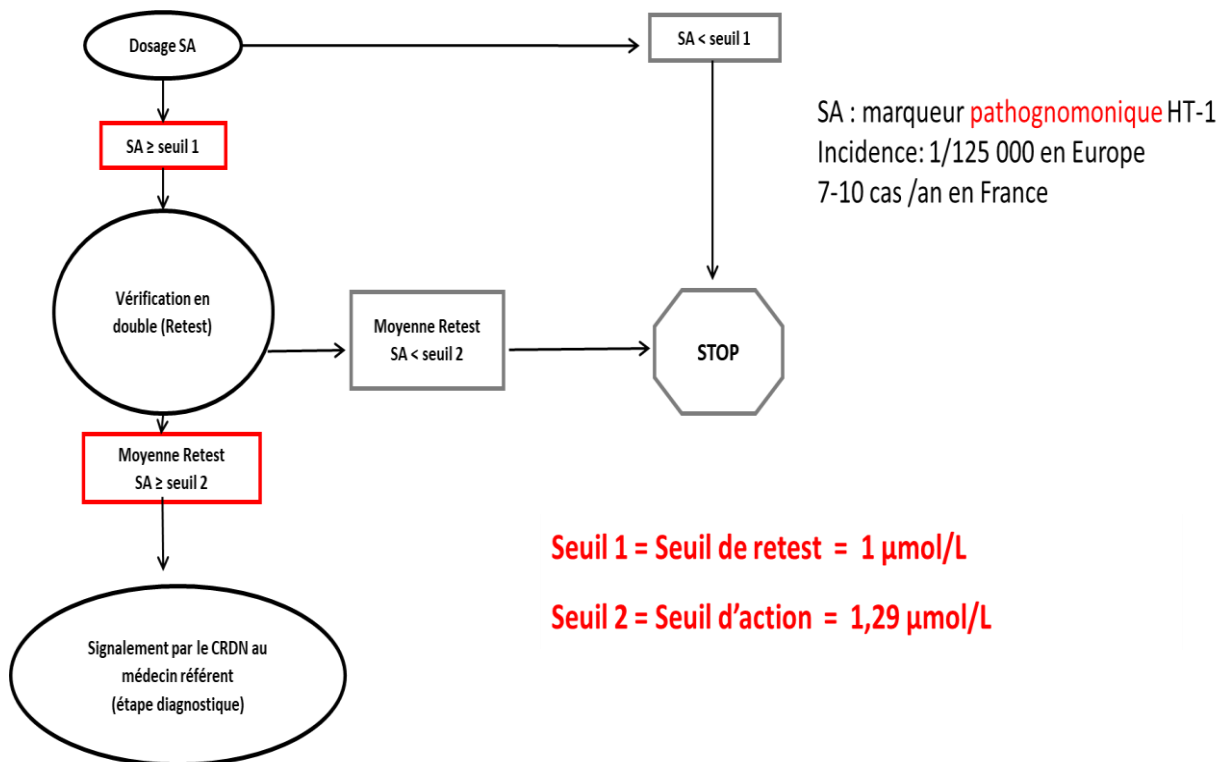 Dosage SA
SA < seuil 1
SA ≥ seuil 1
SA : marqueur pathognomonique HT-1
Incidence: 1/125 000 en Europe
7-10 cas /an en France
Vérification en
double (Retest)
Moyenne Retest
SA < seuil 2
STOP
Moyenne Retest
SA ≥ seuil 2
Seuil 1 = Seuil de retest = 1 µmol/L
Seuil 2 = Seuil d’action = 1,29 µmol/L
Signalement par le CRDN au
médecin référent
(étape diagnostique)